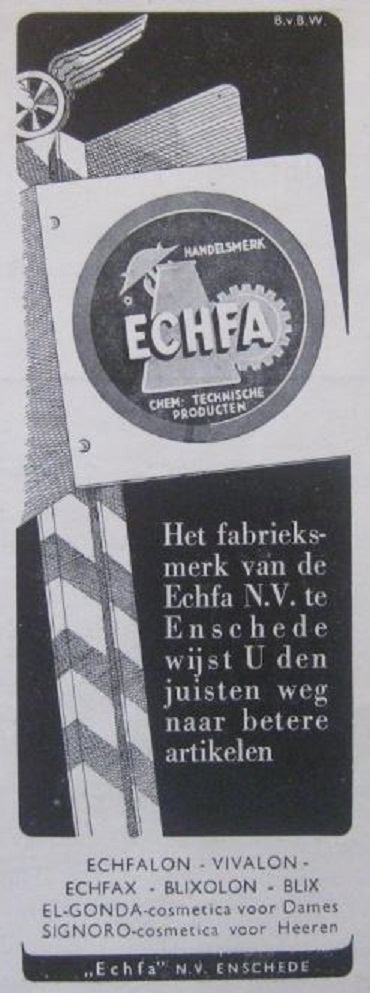 B.v.B.W.
HANDELSMERK
ECHFA
CHEM: TECHNISCHE
PRODUCTEN
Het fabrieks-
merk van de
Echfa N.V. te
Enschede
wijst U den
juisten weg
naar betere
artikelen
ECHFALON - VIVALON -
ECHFAX - BLIXOLON - BLIX
EL-GONDA-cosmetica voor Dames
SIGNORO-cosmetica voor Heeren
„Echfa” N.V. ENSCHEDE